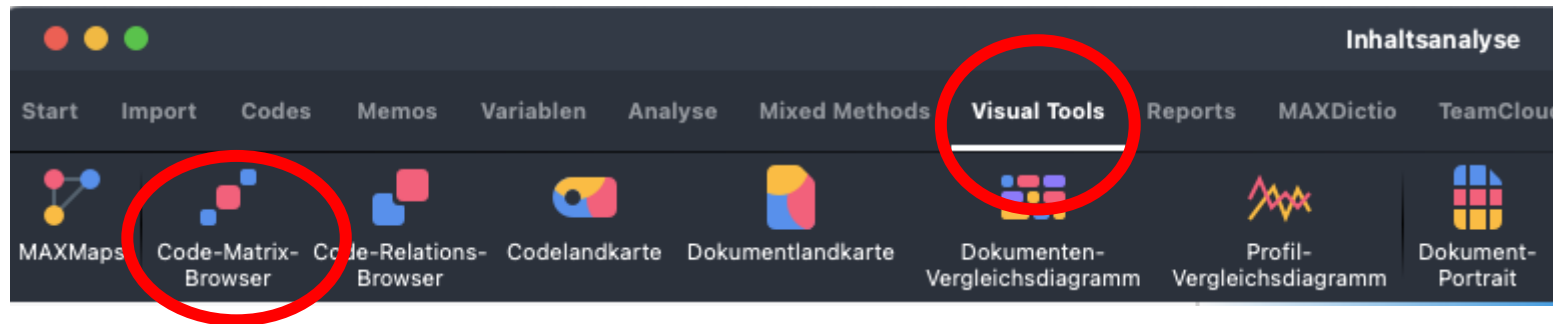 Inhaltsanalyse
Start Import Codes Memos Variablen Analyse Mixed Methods Visual Tools Reports MAXDictio TeamCloud
MAXMaps Code-Matrix- Code-Relations- Codelandkarte Dokumentlandkarte Dokumenten- Profil- Dokument-
Browser Browser Vergleichsdiagramm Vergleichsdiagramm Portrait